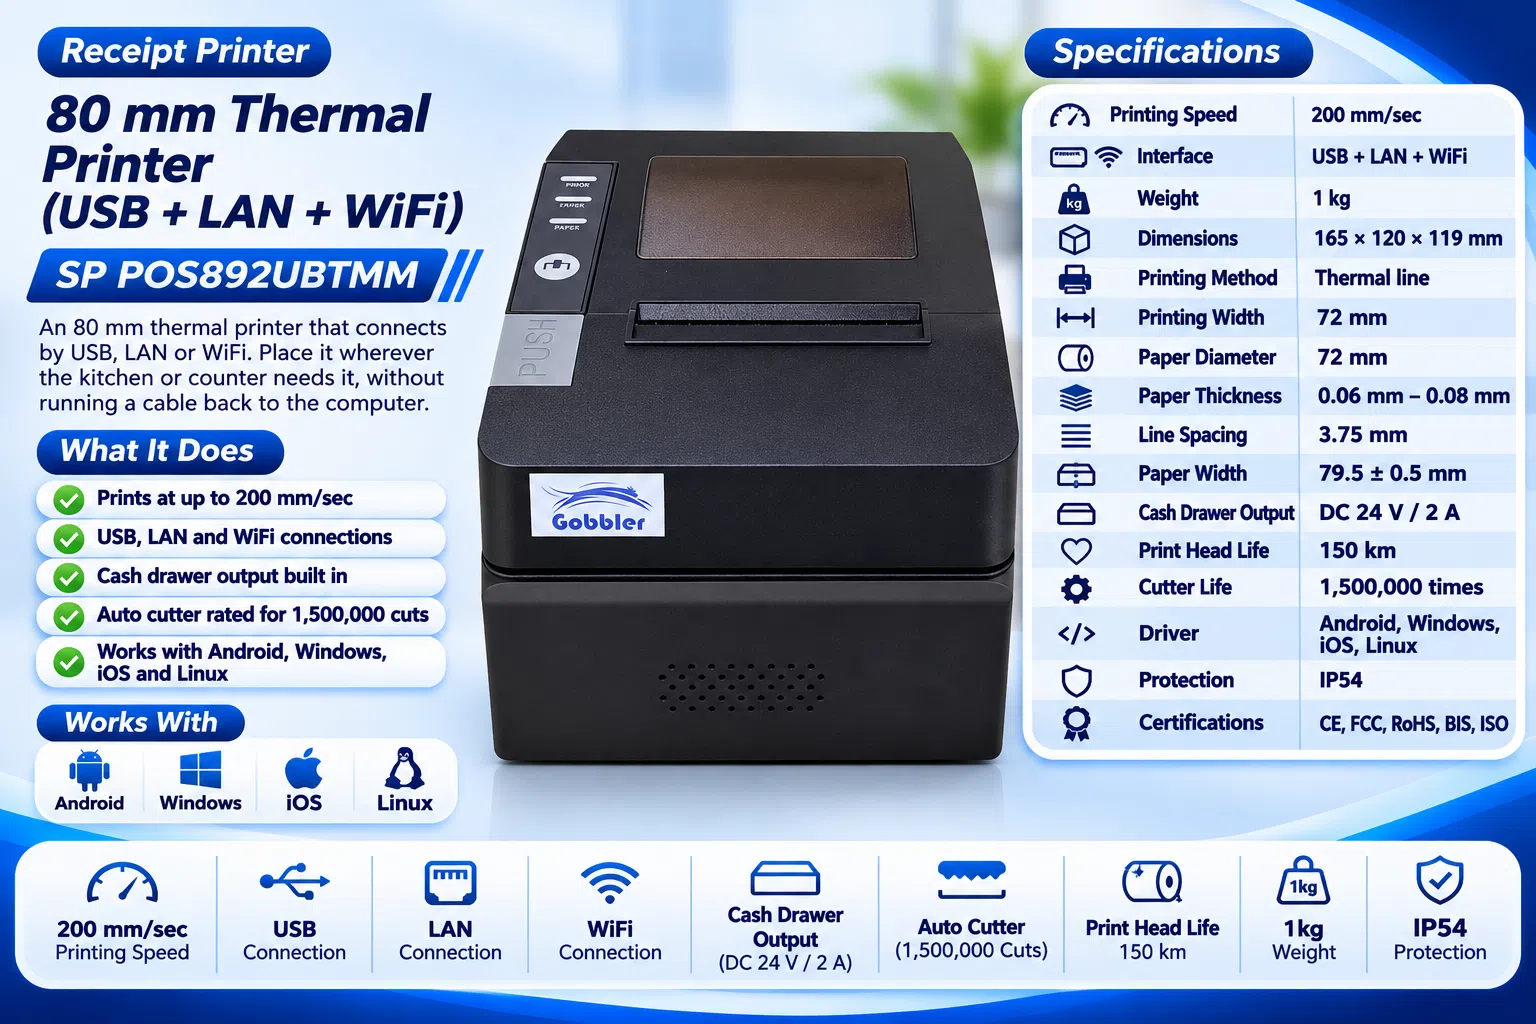 Receipt Printer
80 mm Thermal
Printer
(USB + LAN + WiFi)
SP POS892UBTMM
An 80 mm thermal printer that connects
by USB, LAN or WiFi. Place it wherever
the kitchen or counter needs it, without
running a cable back to the computer.
What It Does
Prints at up to 200 mm/sec
USB, LAN and WiFi connections
Cash drawer output built in
Auto cutter rated for 1,500,000 cuts
Works with Android, Windows,
iOS and Linux
Works With
Android
Windows
iOS
Linux
PAPER
PUSH
Gobbler
Specifications
Printing Speed 200 mm/sec
Interface USB + LAN + WiFi
kg Weight 1 kg
Dimensions 165 × 120 × 119 mm
Printing Method Thermal line
Printing Width 72 mm
Paper Diameter 72 mm
Paper Thickness 0.06 mm – 0.08 mm
Line Spacing 3.75 mm
Paper Width 79.5 ± 0.5 mm
Cash Drawer Output DC 24 V / 2 A
Print Head Life 150 km
Cutter Life 1,500,000 times
</> Driver Android, Windows,
iOS, Linux
Protection IP54
Certifications CE, FCC, RoHS, BIS, ISO
200 mm/sec
Printing Speed
USB
Connection
LAN
Connection
WiFi
Connection
Cash Drawer
Output
(DC 24 V / 2 A)
Auto Cutter
(1,500,000 Cuts)
Print Head Life
150 km
1kg
1kg
Weight
IP54
Protection